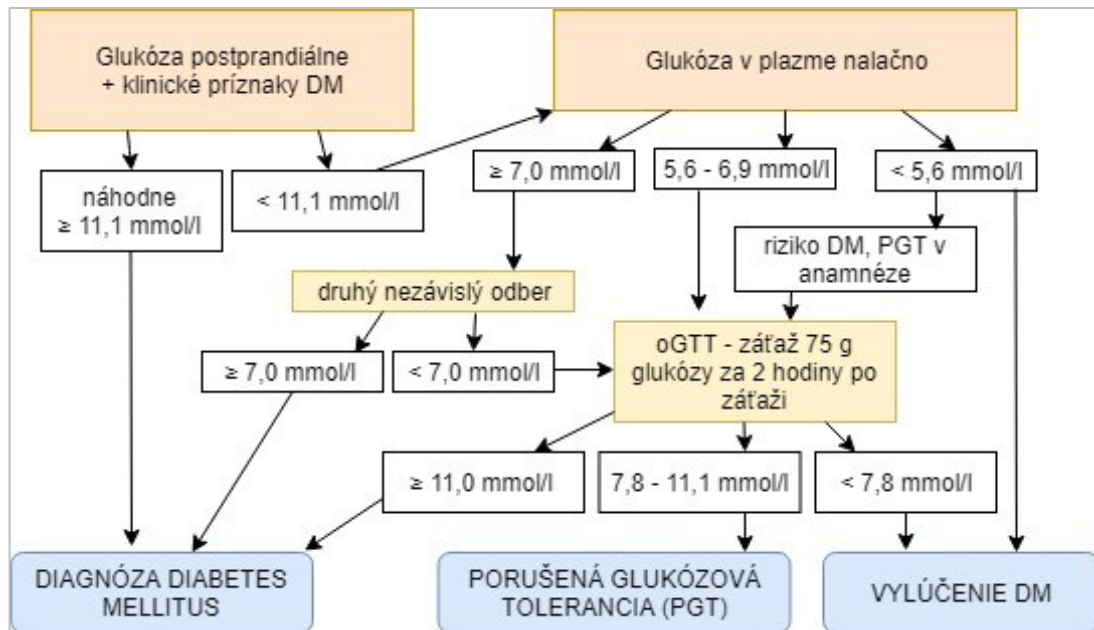 Glukóza postprandiálne
+ klinické príznaky DM
Glukóza v plazme nalačno
náhodne
≥ 11,1 mmol/l
< 11,1 mmol/l
≥ 7,0 mmol/l
5,6 - 6,9 mmol/l
< 5,6 mmol/l
riziko DM, PGT v
anamnéze
druhý nezávislý odber
≥ 7,0 mmol/l
< 7,0 mmol/l
oGTT - záťaž 75 g
glukózy za 2 hodiny po
záťaži
≥ 11,0 mmol/l
7,8 - 11,1 mmol/l
< 7,8 mmol/l
DIAGNÓZA DIABETES
MELLITUS
PORUŠENÁ GLUKÓZOVÁ
TOLERANCIA (PGT)
VYLÚČENIE DM